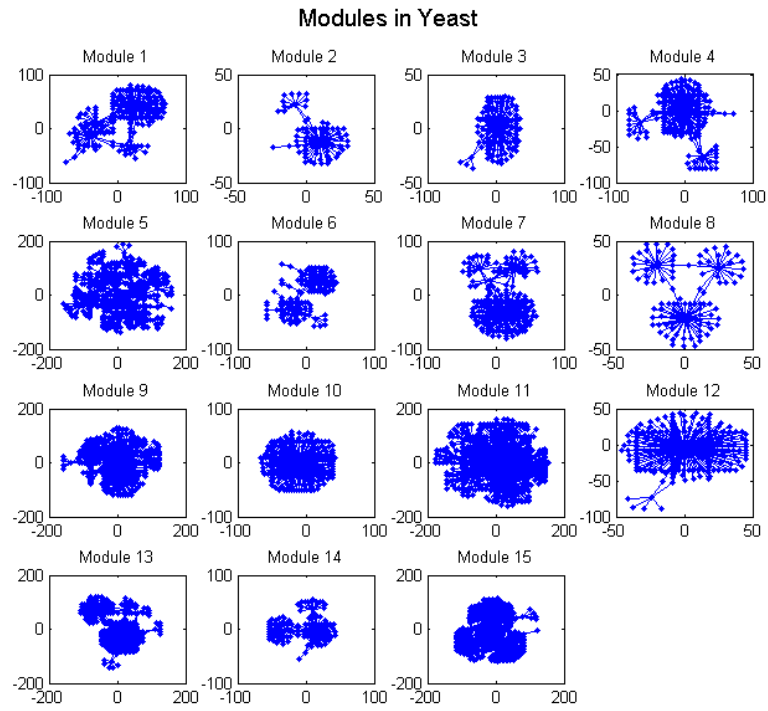 Modules in Yeast
Module 1 Module 2 Module 3 Module 4
100 50 50 50
0 0 0 0
-50
-100 -50 -50 -100
-100 0 100 -50 0 50 -100 0 100 -100 0 100
Module 5 Module 6 Module 7 Module 8
200 100 100 50
0 0 0 0
-200 -100 -100 -50
-200 0 200 -100 0 100 -100 0 100 -50 0 50
Module 9 Module 10 Module 11 Module 12
200 100 200 50
0 0 0 0
-50
-200 -100 -200 -100
-200 0 200 -100 0 100 -200 0 200 -50 0 50
Module 13 Module 14 Module 15
200 100 200
0 0 0
-200 -100 -200
-200 0 200 -100 0 100 -200 0 200